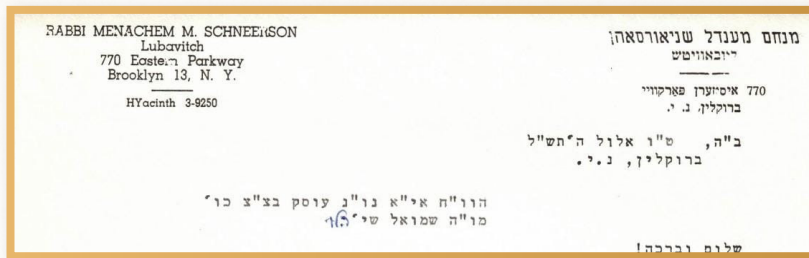 RABBI MENACHEM M. SCHNEERSON
Lubavitch
770 Eastern Parkway
Brooklyn 13, N. Y.
HYacinth 3-9250
מנחם מענדל שניאורסאהן
ליובאוויטש
770 איסטערן פארקוויי
ברוקלין, נ. י.
ב"ה, ט"ו אלול ה'תש"ל
ברוקלין, נ.י.
הוו"ח אי"א נו"נ עוסק בצ"צ כו'
מו"ה שמואל שי'
שלום וברכה!